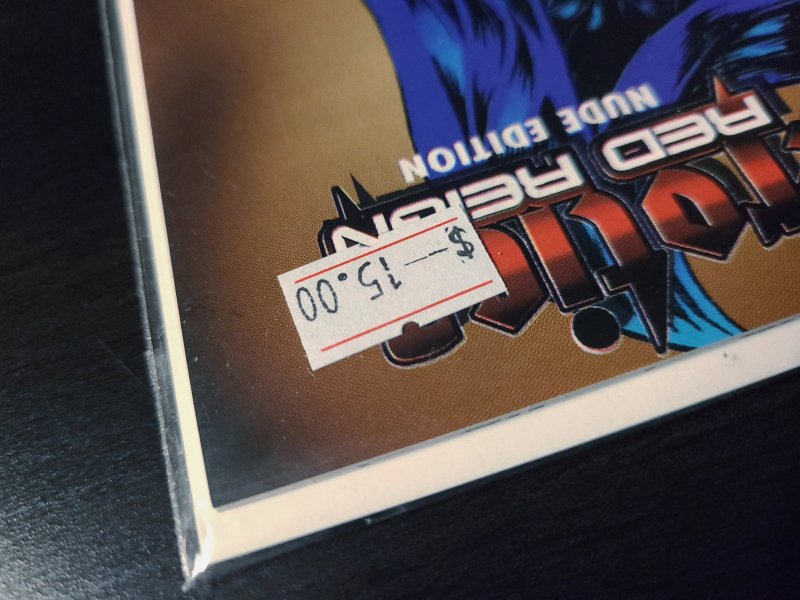 $--15.00
RED REIGN
NUDE EDITION